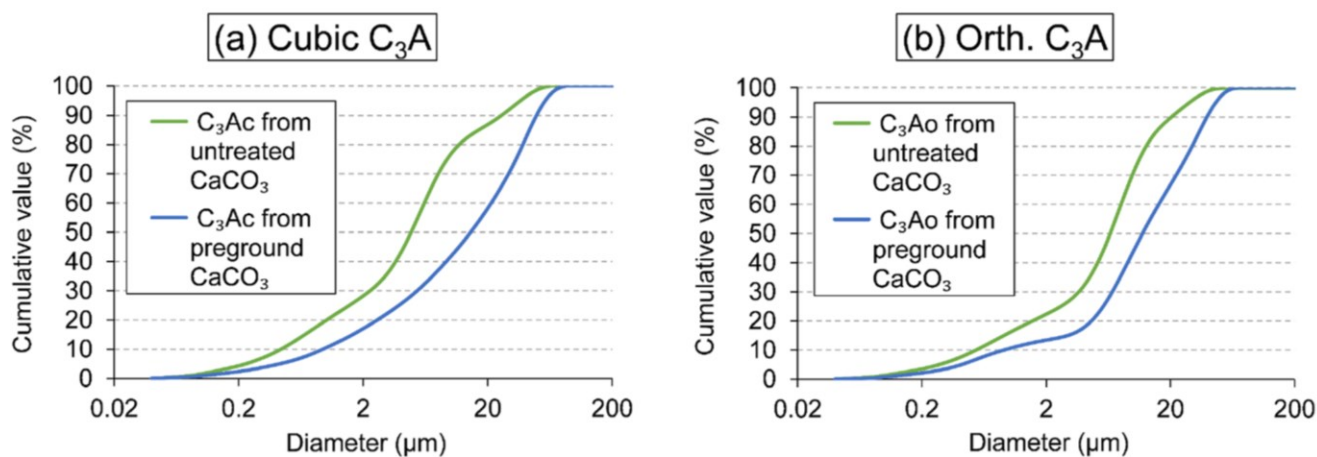 (a) Cubic C₃A
Cumulative value (%)
100
90
80
70
60
50
40
30
20
10
0
C₃Ac from
untreated
CaCO₃
C₃Ac from
preground
CaCO₃
0.02 0.2 2 20 200
Diameter (µm)
(b) Orth. C₃A
Cumulative value (%)
100
90
80
70
60
50
40
30
20
10
0
C₃Ao from
untreated
CaCO₃
C₃Ao from
preground
CaCO₃
0.02 0.2 2 20 200
Diameter (µm)